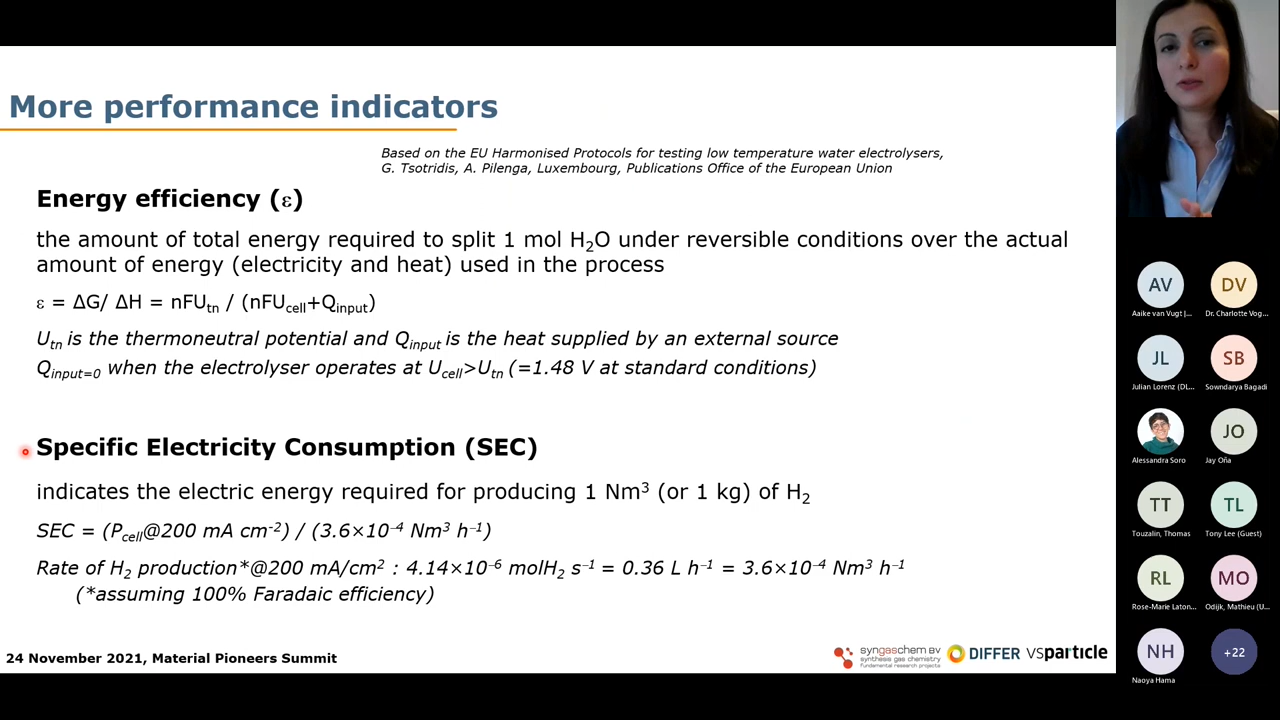 More performance indicators
Based on the EU Harmonised Protocols for testing low temperature water electrolysers,
G. Tsotridis, A. Pilenga, Luxembourg, Publications Office of the European Union
Energy efficiency (ε)
the amount of total energy required to split 1 mol H₂O under reversible conditions over the actual
amount of energy (electricity and heat) used in the process
ε = ΔG/ ΔH = nFUtn / (nFUcell+Qinput)
Utn is the thermoneutral potential and Qinput is the heat supplied by an external source
Qinput=0 when the electrolyser operates at Ucell>Utn (=1.48 V at standard conditions)
Specific Electricity Consumption (SEC)
indicates the electric energy required for producing 1 Nm³ (or 1 kg) of H₂
SEC = (Pcell@200 mA cm⁻²) / (3.6×10⁻⁴ Nm³ h⁻¹)
Rate of H₂ production*@200 mA/cm² : 4.14×10⁻⁶ molH₂ s⁻¹ = 0.36 L h⁻¹ = 3.6×10⁻⁴ Nm³ h⁻¹
(*assuming 100% Faradaic efficiency)
24 November 2021, Material Pioneers Summit
syngaschem BV
synthesis gas chemistry
fundamental research projects
DIFFER
VSPARTICLE
AV
DV
Aaike van Vugt |...
Dr. Charlotte Vog...
JL
SB
Julian Lorenz (DL...
Sowndarya Bagadi
JO
Alessandra Soro
Jay Oña
TT
TL
Touzalin, Thomas
Tony Lee (Guest)
RL
MO
Rose-Marie Laton...
Odijk, Mathieu (U...
NH
+22
Naoya Hama